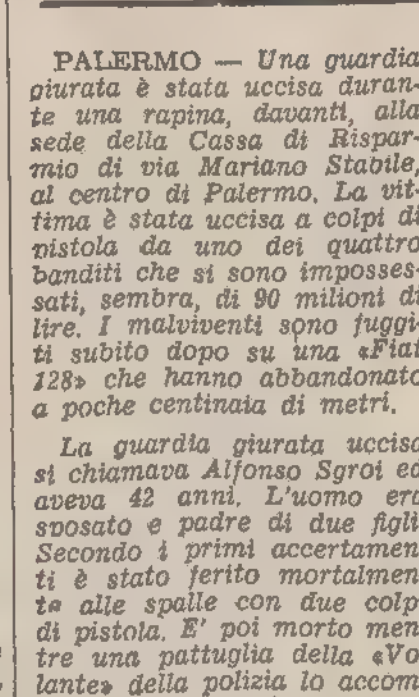 PALERMO — Una guardia
giurata è stata uccisa duran-
te una rapina, davanti, alla
sede della Cassa di Rispar-
mio di via Mariano Stabile,
al centro di Palermo. La vit-
tima è stata uccisa a colpi di
pistola da uno dei quattro
banditi che si sono imposses-
sati, sembra, di 90 milioni di
lire. I malviventi sono fuggi-
ti subito dopo su una «Fiat
128» che hanno abbandonato
a poche centinaia di metri.
La guardia giurata uccisa
si chiamava Alfonso Sgroi ed
aveva 42 anni. L'uomo era
sposato e padre di due figli
Secondo i primi accertamen
ti è stato ferito mortalmen
te alle spalle con due colp
di pistola. E' poi morto men
tre una pattuglia della «Vo
lante» della polizia lo accom